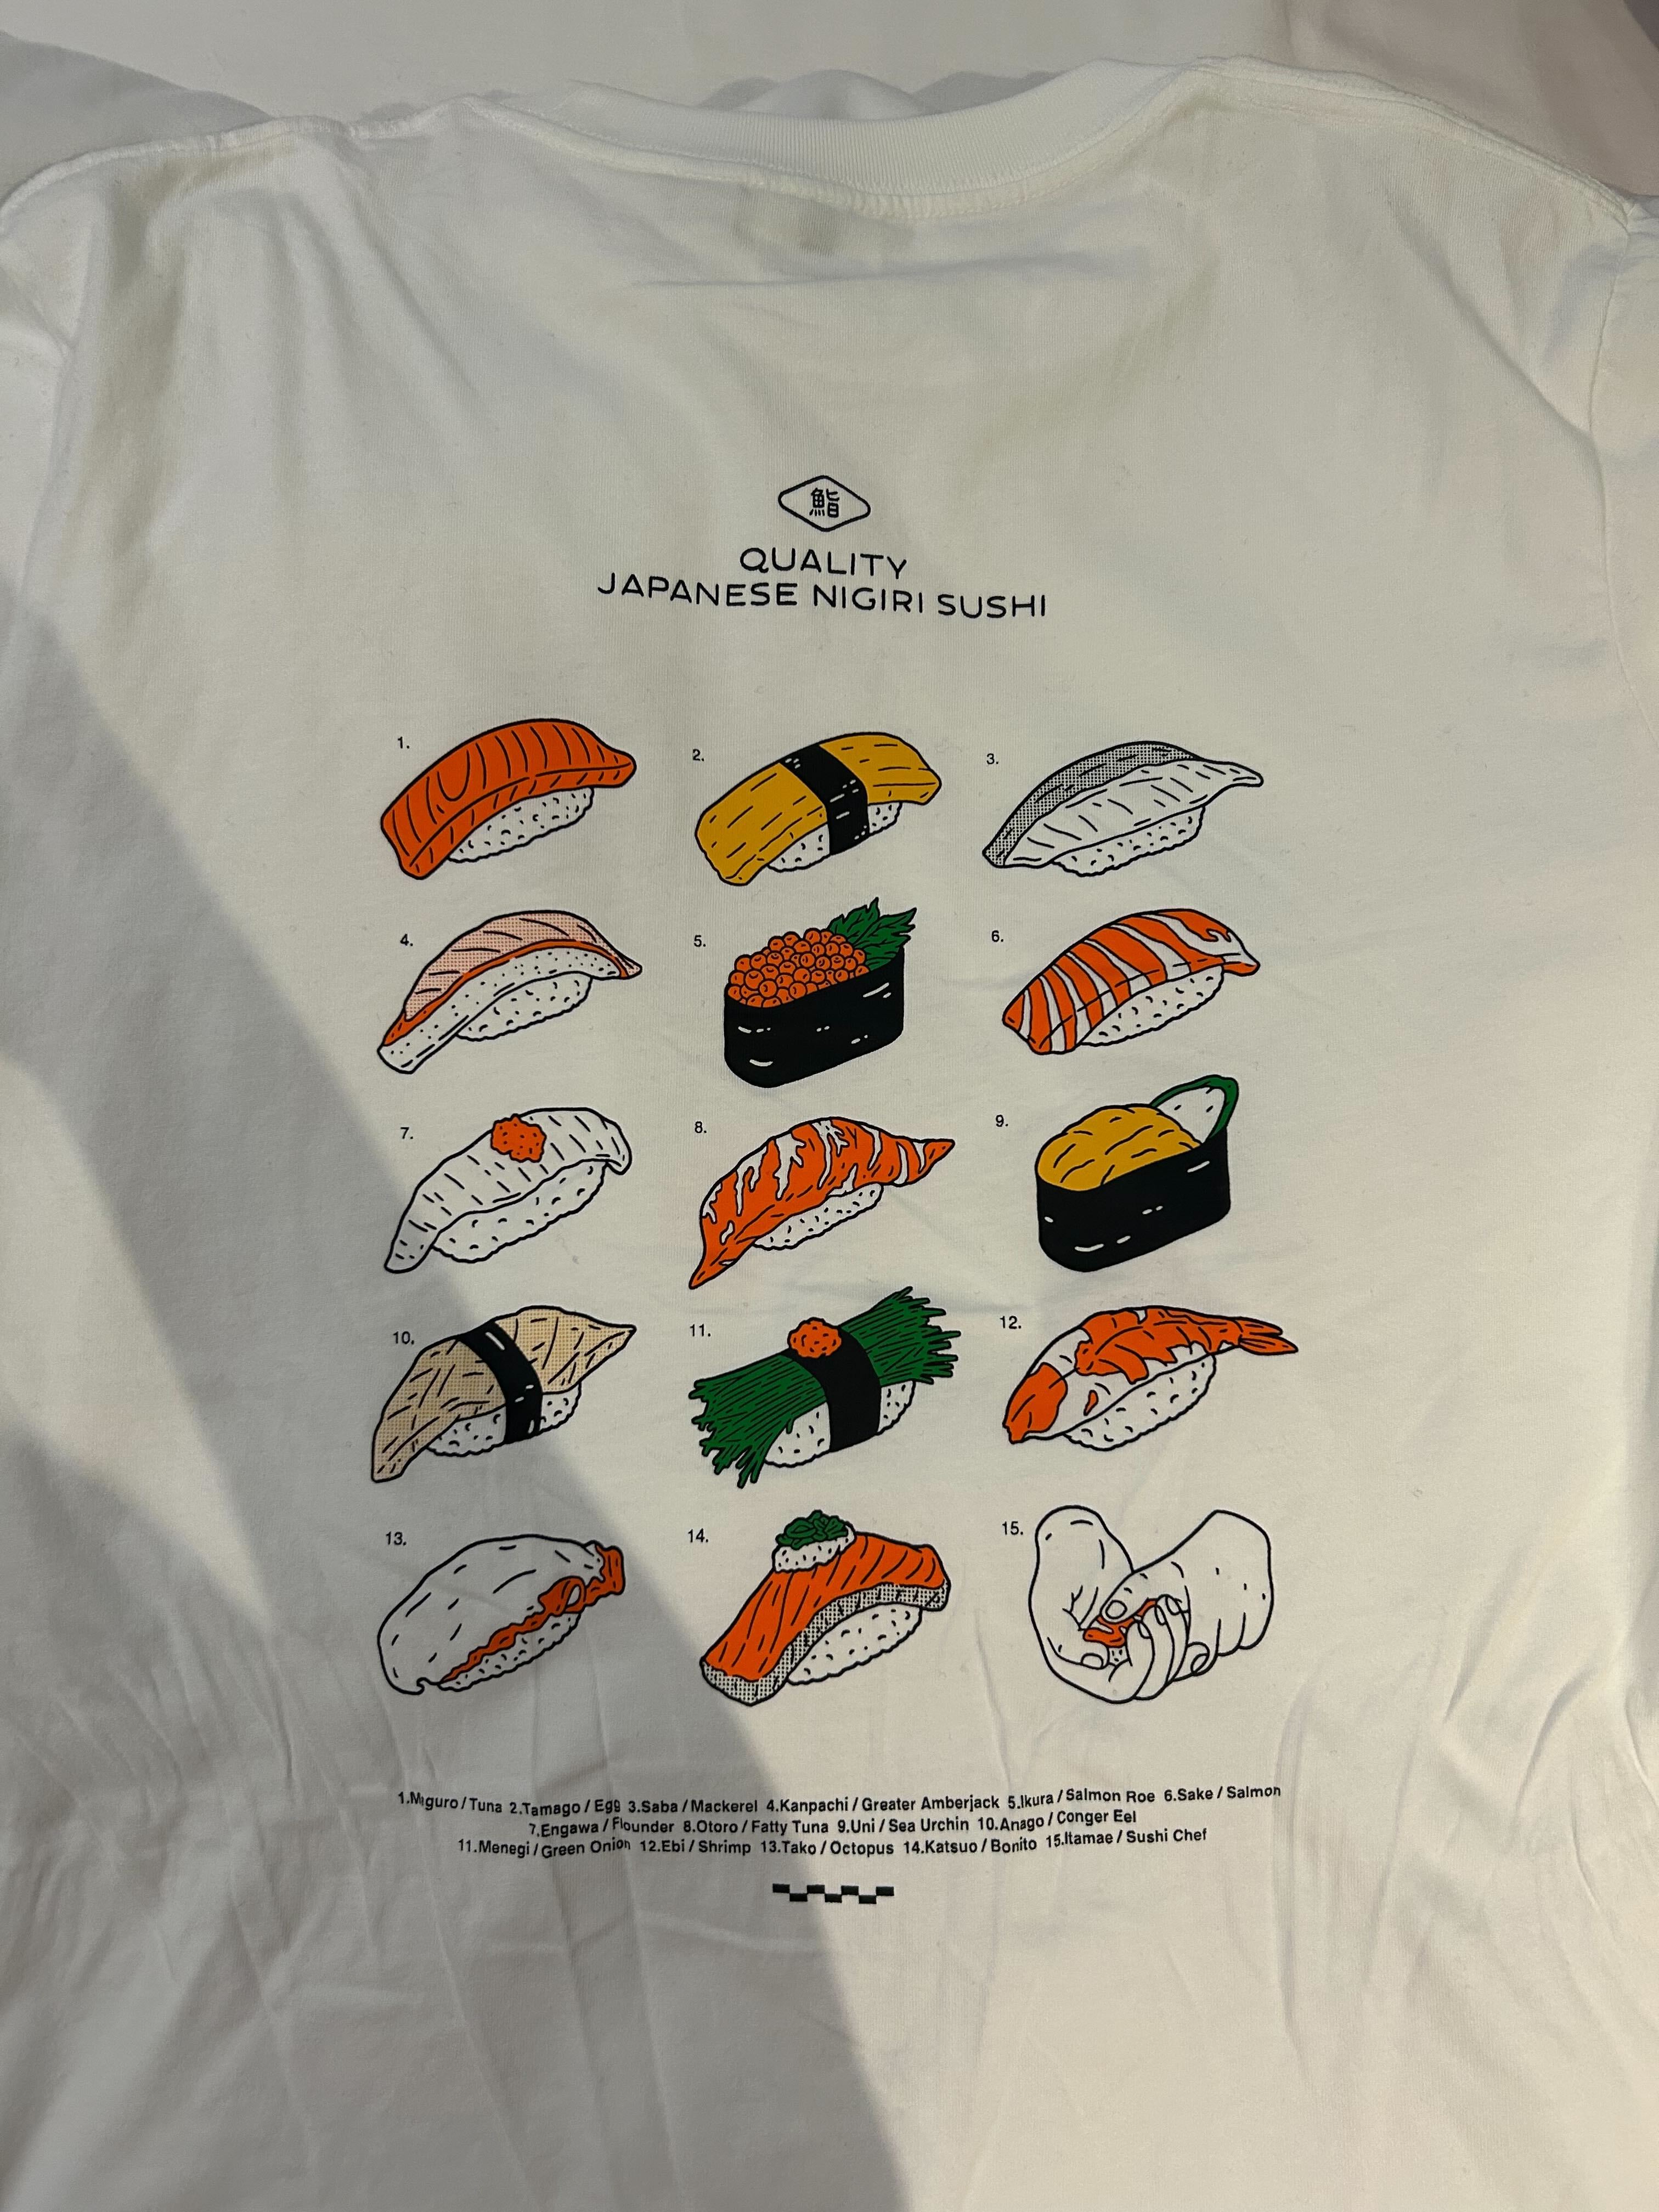 鮨
QUALITY
JAPANESE NIGIRI SUSHI
1.
2.
3.
4.
5.
6.
7.
8.
9.
10.
11.
12.
13.
14.
15.
1.Maguro/Tuna 2.Tamago/Egg 3.Saba/Mackerel 4.Kanpachi/Greater Amberjack 5.Ikura/Salmon Roe 6.Sake/Salmon
7.Engawa/Flounder 8.Otoro/Fatty Tuna 9.Uni/Sea Urchin 10.Anago/Conger Eel
11.Menegi/Green Onion 12.Ebi/Shrimp 13.Tako/Octopus 14.Katsuo/Bonito 15.Itamae/Sushi Chef